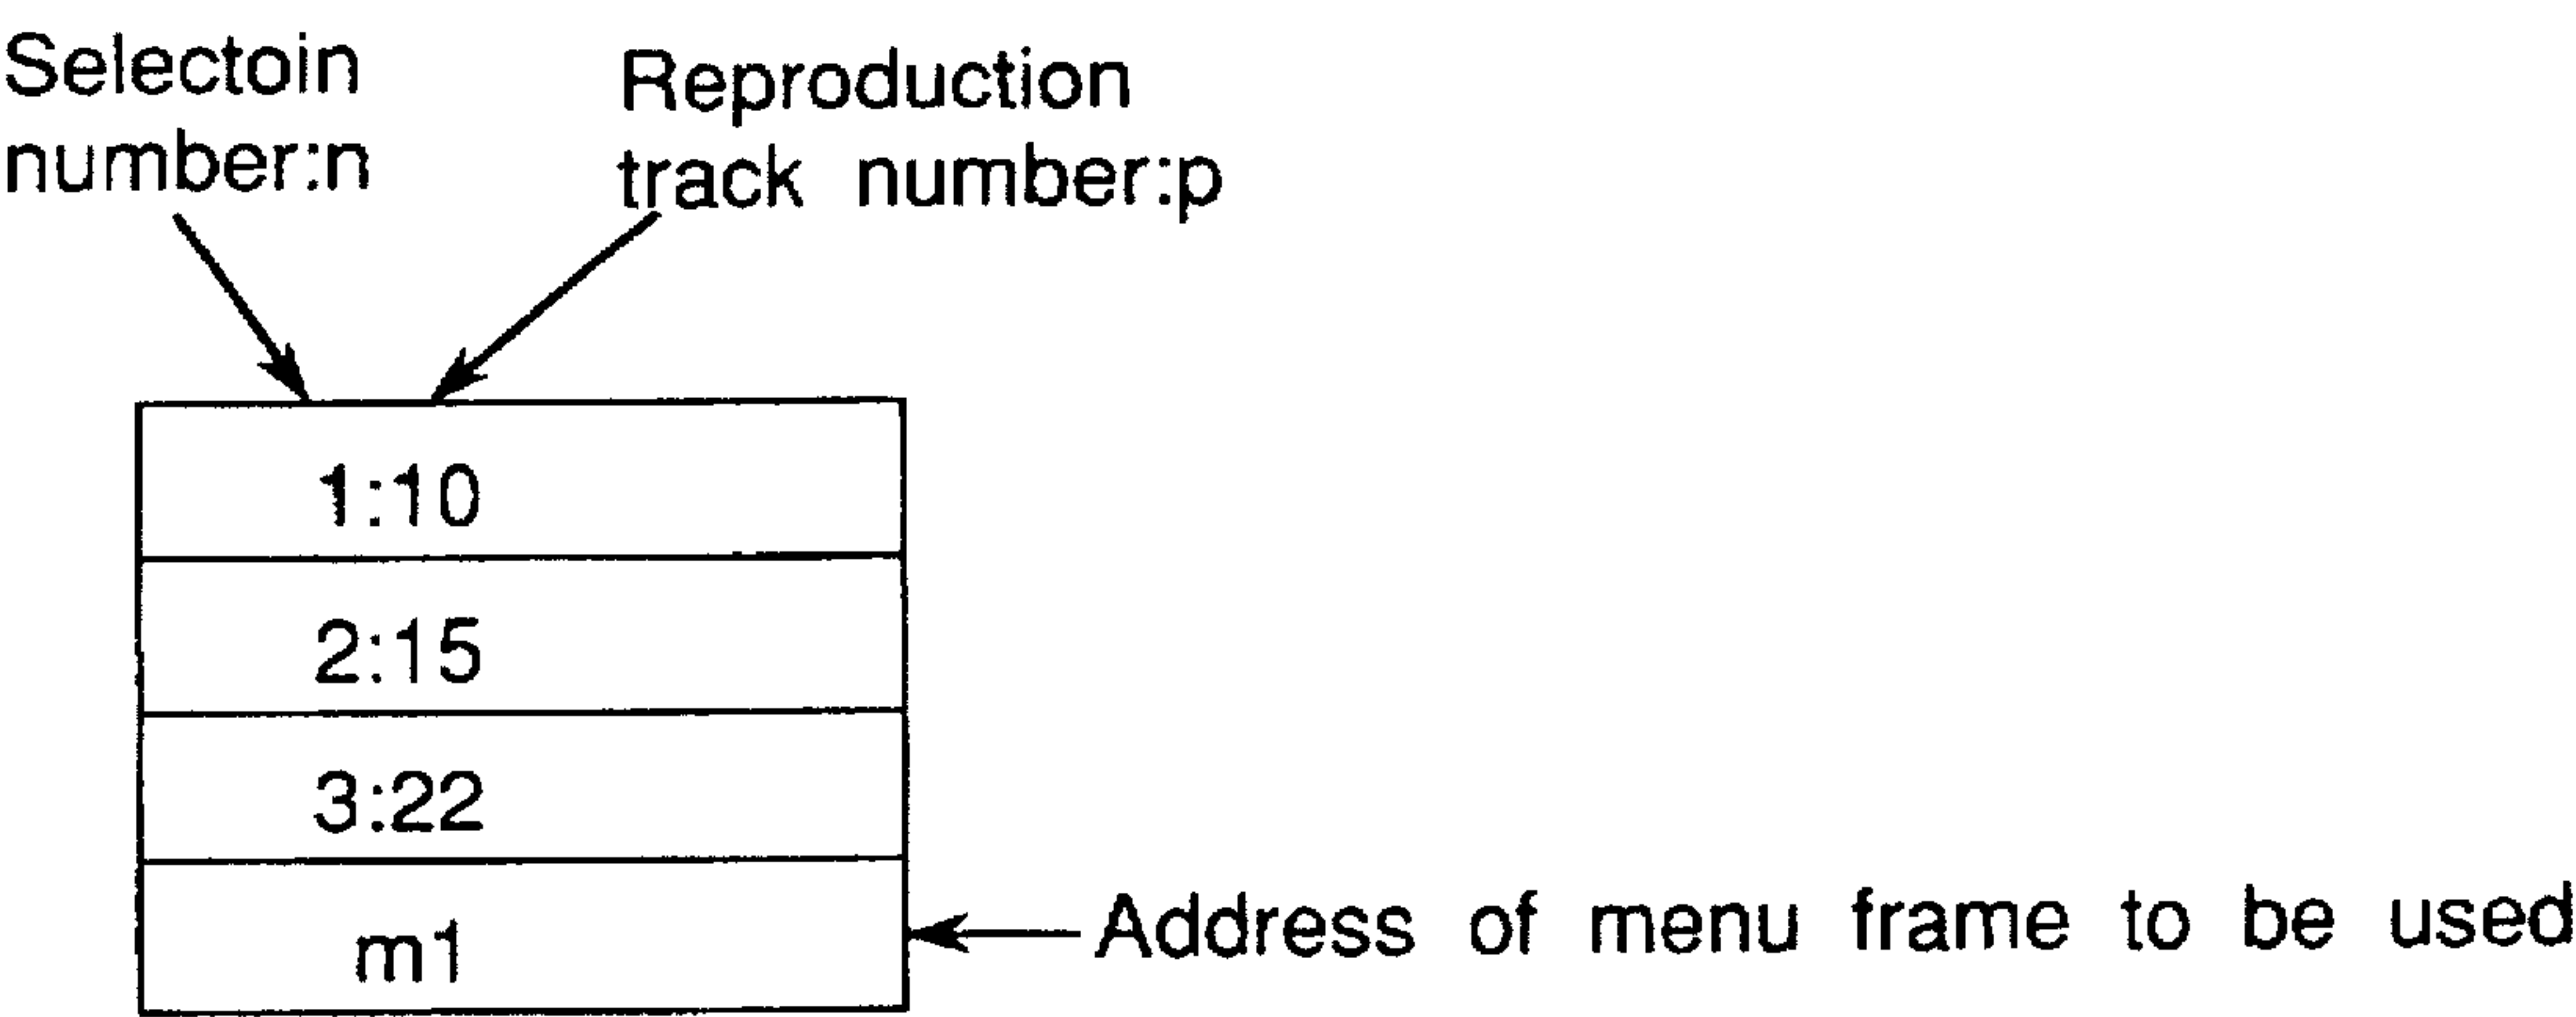 Selectoin
number:n
Reproduction
track number:p
1:10
2:15
3:22
m1
Address of menu frame to be used